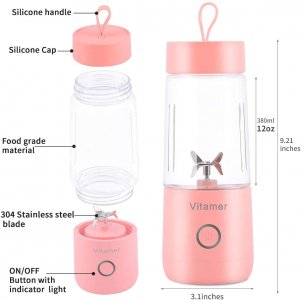 Silicone handle
Silicone Cap
Food grade
material
304 Stainless steel
blade
ON/OFF
Button with
indicator light
Vitamer
Vitamer
380ml
12oz
9.21
inches
3.1inches